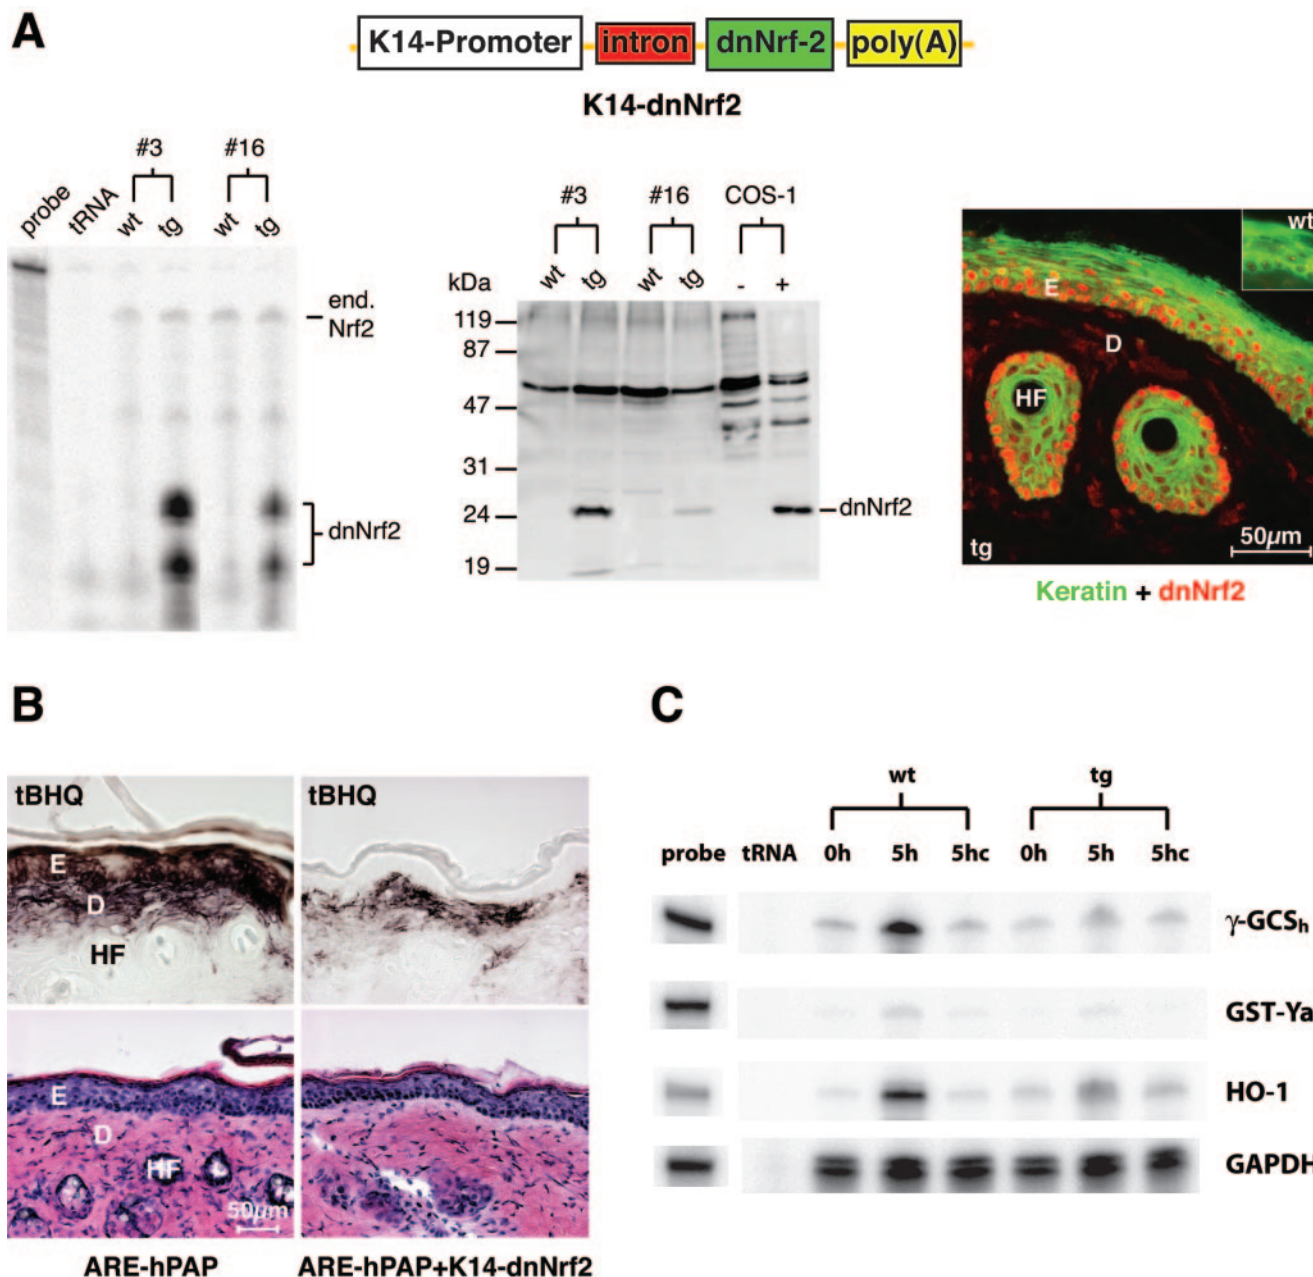 A
K14-Promoter intron dnNrf-2 poly(A)
K14-dnNrf2
#3 #16
probe tRNA wt tg wt tg
end.
Nrf2
dnNrf2
#3 #16 COS-1
kDa wt tg wt tg - +
119
87
47
31
24
19
dnNrf2
wt
E
D
HF
tg
50µm
Keratin + dnNrf2
B
tBHQ tBHQ
E
D
HF
E
D
HF
50µm
ARE-hPAP ARE-hPAP+K14-dnNrf2
C
wt tg
probe tRNA 0h 5h 5hc 0h 5h 5hc
γ-GCSh
GST-Ya
HO-1
GAPDH